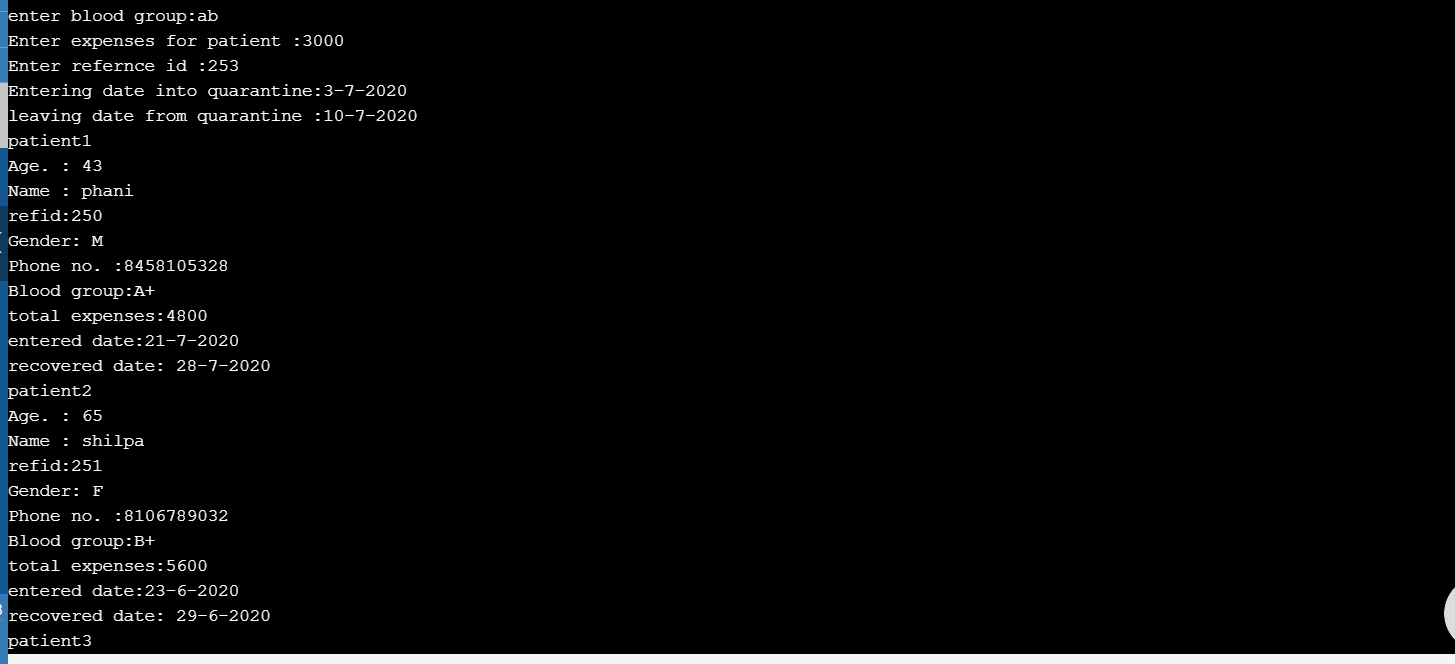 enter blood group:ab
Enter expenses for patient :3000
Enter refernce id :253
Entering date into quarantine:3-7-2020
leaving date from quarantine :10-7-2020
patient1
Age. : 43
Name : phani
refid:250
Gender: M
Phone no. :8458105328
Blood group:A+
total expenses:4800
entered date:21-7-2020
recovered date: 28-7-2020
patient2
Age. : 65
Name : shilpa
refid:251
Gender: F
Phone no. :8106789032
Blood group:B+
total expenses:5600
entered date:23-6-2020
recovered date: 29-6-2020
patient3